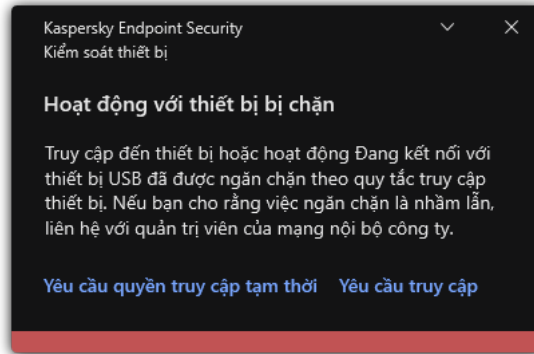 Kaspersky Endpoint Security
Kiểm soát thiết bị
Hoạt động với thiết bị bị chặn
Truy cập đến thiết bị hoặc hoạt động Đang kết nối với
thiết bị USB đã được ngăn chặn theo quy tắc truy cập
thiết bị. Nếu bạn cho rằng việc ngăn chặn là nhầm lẫn,
liên hệ với quản trị viên của mạng nội bộ công ty.
Yêu cầu quyền truy cập tạm thời Yêu cầu truy cập